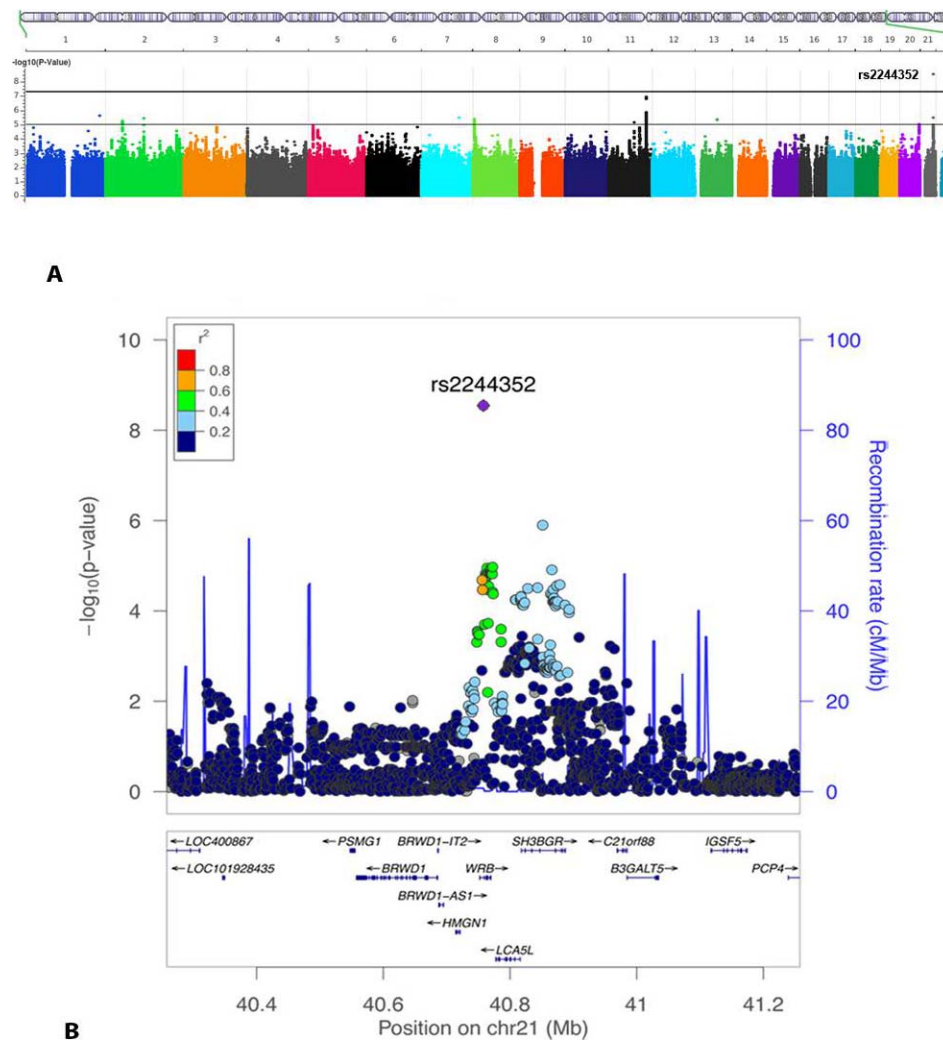 1 2 3 4 5 6 7 8 9 10 11 12 13 14 15 16 17 18 19 20 21
-log10(P-Value)
rs2244352
8
7
6
5
4
3
2
1
0
A
r2
0.8
0.6
0.4
0.2
rs2244352
10
8
6
4
2
0
−log10(p−value)
100
80
60
40
20
0
Recombination rate (cM/Mb)
←LOC400867 ←PSMG1 BRWD1−IT2→ SH3BGR→ ←C21orf88 IGSF5→
←LOC101928435 ←BRWD1 WRB→ B3GALT5→ PCP4→
BRWD1−AS1→
←HMGN1
←LCA5L
40.4 40.6 40.8 41 41.2
Position on chr21 (Mb)
B